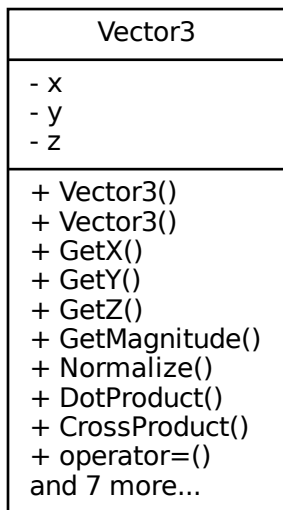 Vector3
- x
- y
- z
+ Vector3()
+ Vector3()
+ GetX()
+ GetY()
+ GetZ()
+ GetMagnitude()
+ Normalize()
+ DotProduct()
+ CrossProduct()
+ operator=()
and 7 more...